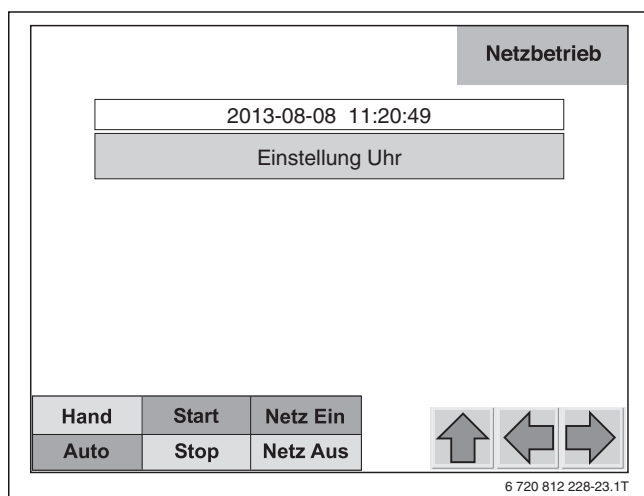 Netzbetrieb
2013-08-08 11:20:49
Einstellung Uhr
Hand Start Netz Ein
Auto Stop Netz Aus
6 720 812 228-23.1T